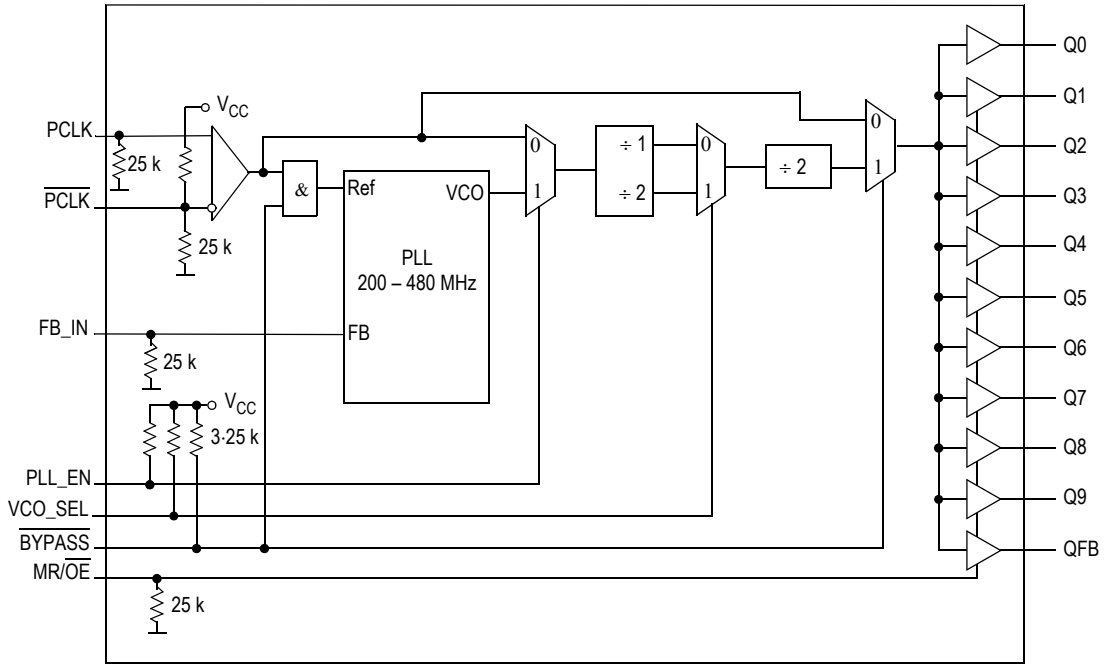 Q0
V_CC
Q1
PCLK
0
25 k
0
÷ 1
0
Q2
1
÷ 2
1
&
Ref
VCO
1
÷ 2
Q3
PCLK
25 k
PLL
200 – 480 MHz
Q4
Q5
FB_IN
FB
25 k
Q6
V_CC
3·25 k
Q7
Q8
PLL_EN
VCO_SEL
Q9
BYPASS
QFB
MR/OE
25 k